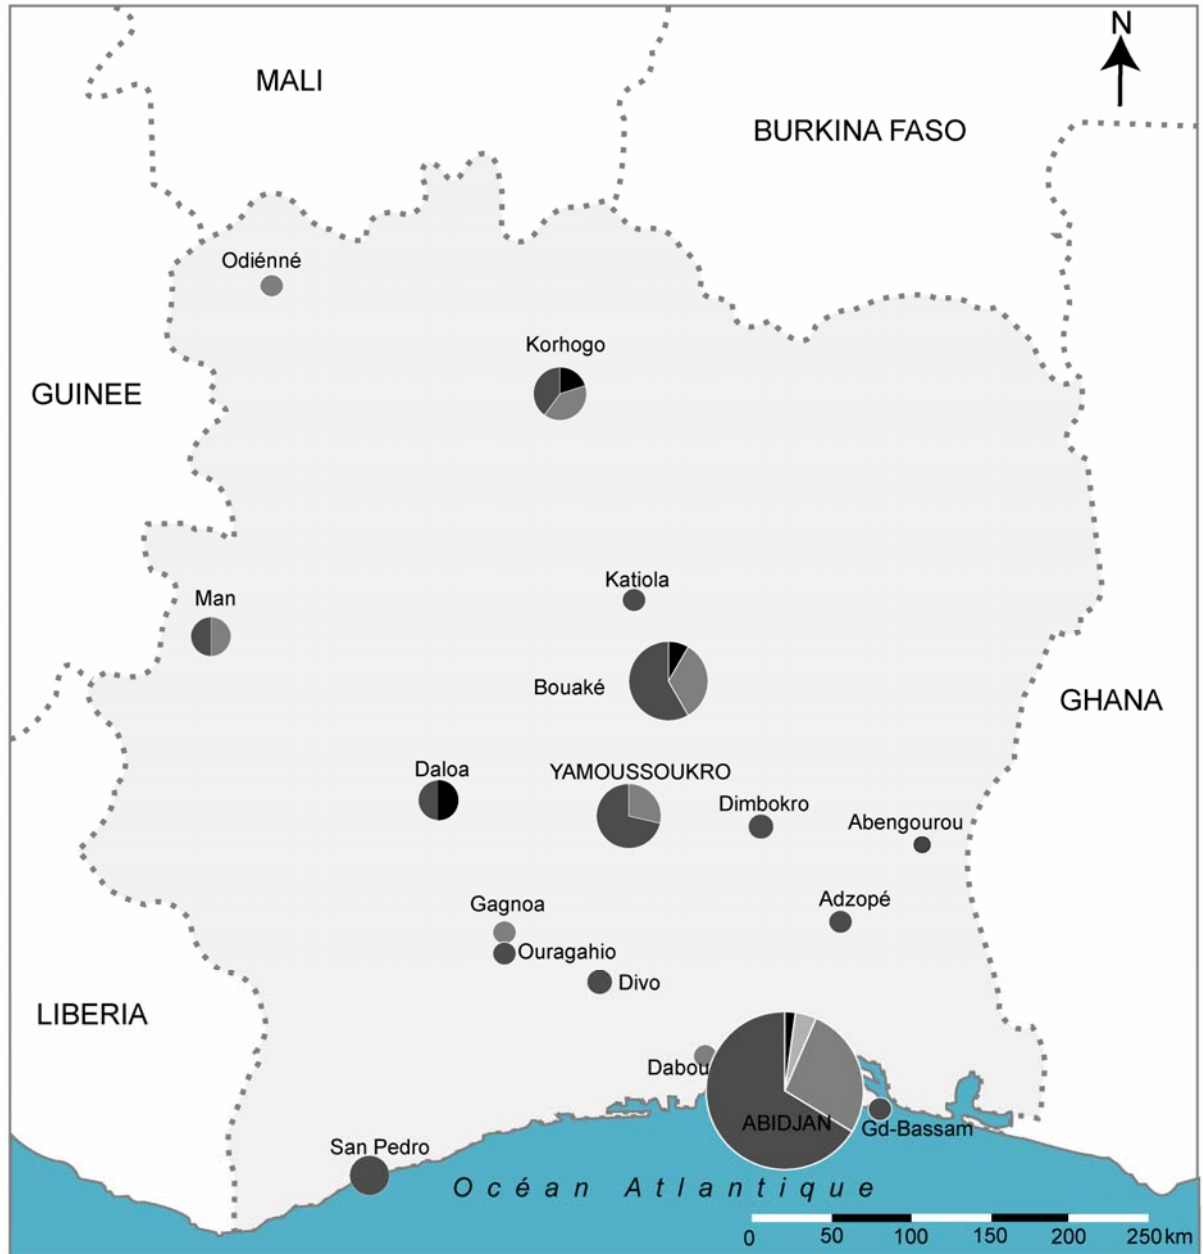 N
MALI
BURKINA FASO
Odiénné
Korhogo
GUINEE
Katiola
Man
Bouaké
GHANA
Daloa
YAMOUSSOUKRO
Dimbokro
Abengourou
Adzopé
Gagnoa
Ouragahio
Divo
LIBERIA
Dabou
ABIDJAN
Gd-Bassam
San Pedro
Océan Atlantique
0 50 100 150 200 250 km